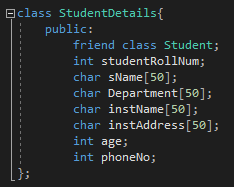 class StudentDetails{
public:
friend class Student;
int studentRollNum;
char sName[50];
char Department[50];
char instName[50];
char instAddress[50];
int age;
int phoneNo;
};